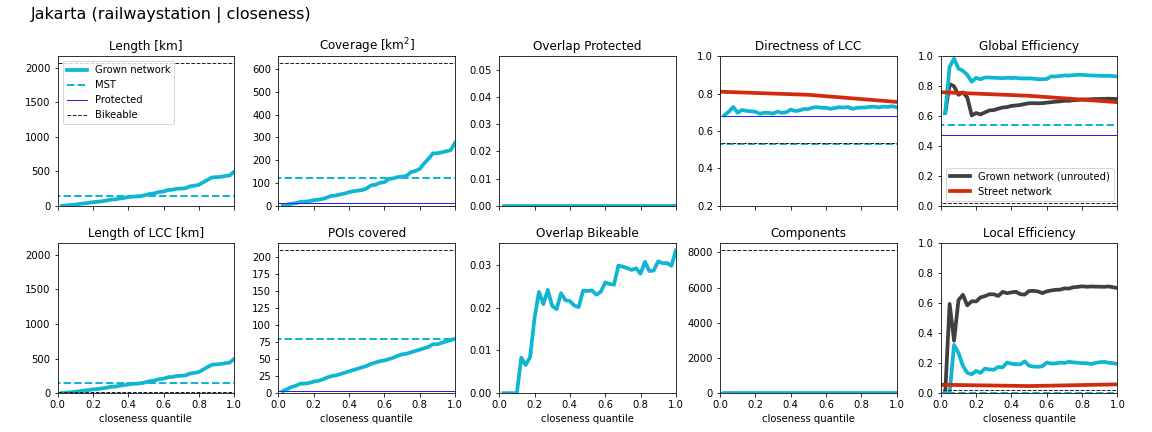 Jakarta (railwaystation | closeness)
Length [km]
2000
1500
1000
500
0
Grown network
MST
Protected
Bikeable
Coverage [km²]
600
500
400
300
200
100
0
Overlap Protected
0.05
0.04
0.03
0.02
0.01
0.00
Directness of LCC
1.0
0.8
0.6
0.4
0.2
Global Efficiency
1.0
0.8
0.6
0.4
0.2
0.0
Grown network (unrouted)
Street network
Length of LCC [km]
2000
1500
1000
500
0
0.0 0.2 0.4 0.6 0.8 1.0
closeness quantile
POIs covered
200
175
150
125
100
75
50
25
0
0.0 0.2 0.4 0.6 0.8 1.0
closeness quantile
Overlap Bikeable
0.03
0.02
0.01
0.00
0.0 0.2 0.4 0.6 0.8 1.0
closeness quantile
Components
8000
6000
4000
2000
0
0.0 0.2 0.4 0.6 0.8 1.0
closeness quantile
Local Efficiency
1.0
0.8
0.6
0.4
0.2
0.0
0.0 0.2 0.4 0.6 0.8 1.0
closeness quantile